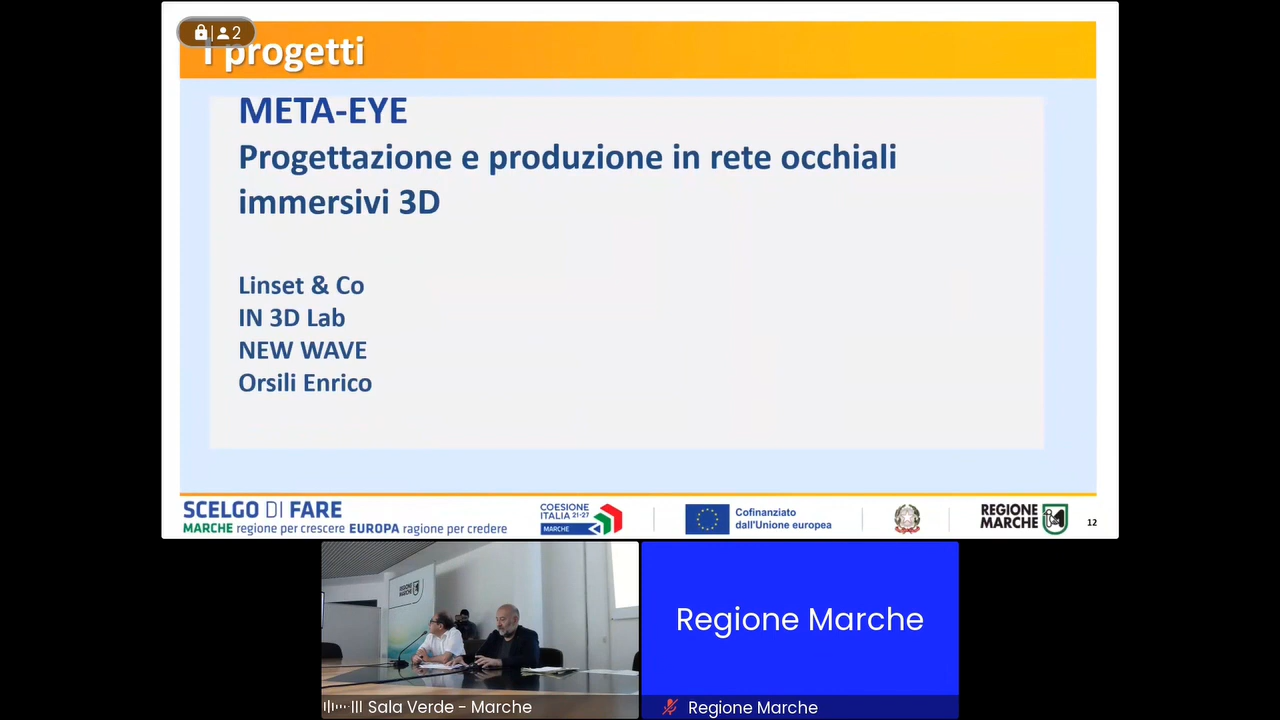 2
I progetti
META-EYE
Progettazione e produzione in rete occhiali
immersivi 3D
Linset & Co
IN 3D Lab
NEW WAVE
Orsili Enrico
SCELGO DI FARE
MARCHE regione per crescere EUROPA ragione per credere
COESIONE
ITALIA 21-27
MARCHE
Cofinanziato
dall'Unione europea
REGIONE
MARCHE
12
REGIONE
MARCHE
Regione Marche
Sala Verde - Marche
Regione Marche